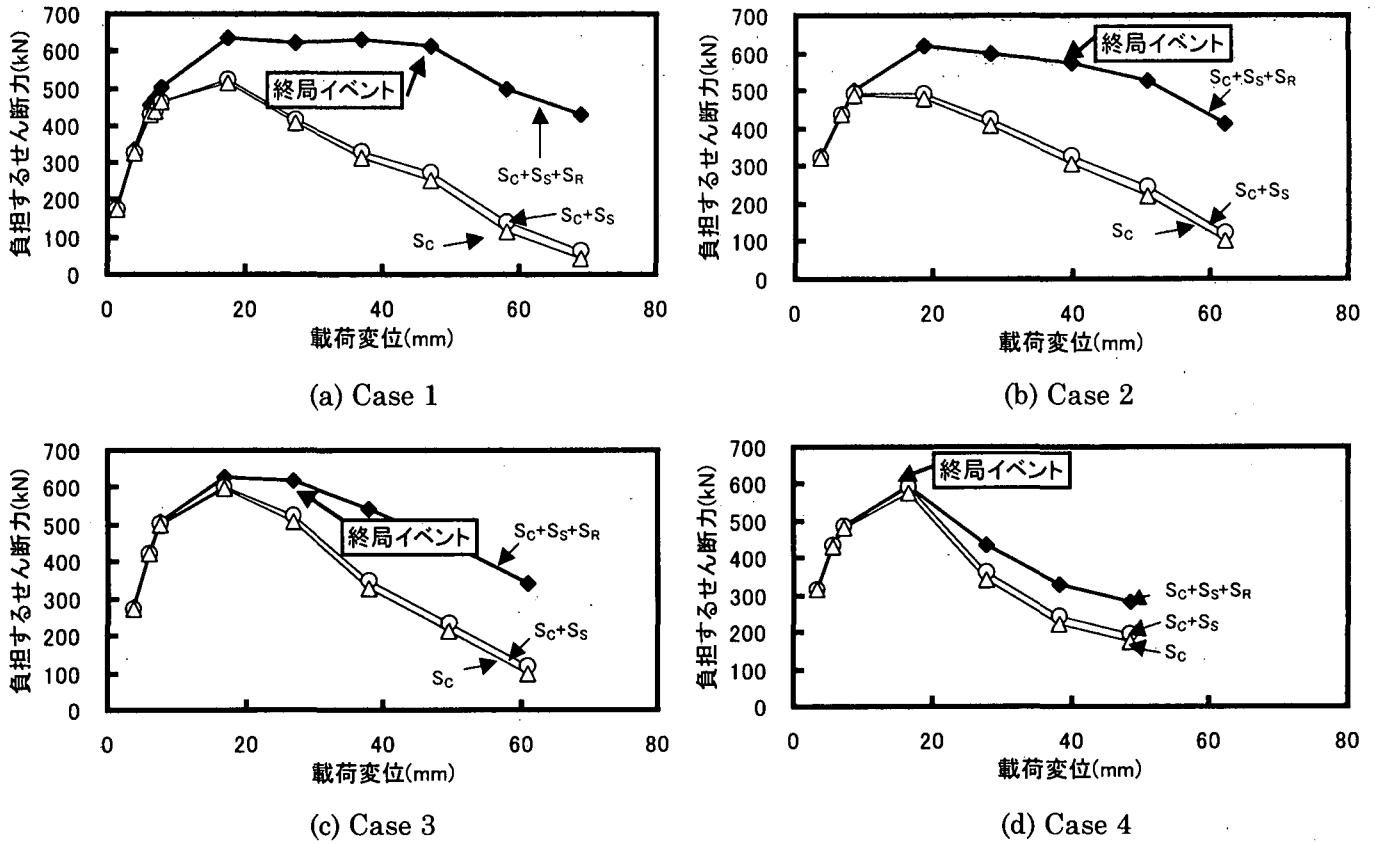 負担するせん断力(kN)
700
600
500
400
300
200
100
0
終局イベント
SC+SS+SR
SC+SS
SC
0 20 40 60 80
載荷変位(mm)
(a) Case 1
負担するせん断力(kN)
700
600
500
400
300
200
100
0
終局イベント
SC+SS+SR
SC+SS
SC
0 20 40 60 80
載荷変位(mm)
(b) Case 2
負担するせん断力(kN)
700
600
500
400
300
200
100
0
終局イベント
SC+SS+SR
SC+SS
SC
0 20 40 60 80
載荷変位(mm)
(c) Case 3
負担するせん断力(kN)
700
600
500
400
300
200
100
0
終局イベント
SC+SS+SR
SC+SS
SC
0 20 40 60 80
載荷変位(mm)
(d) Case 4